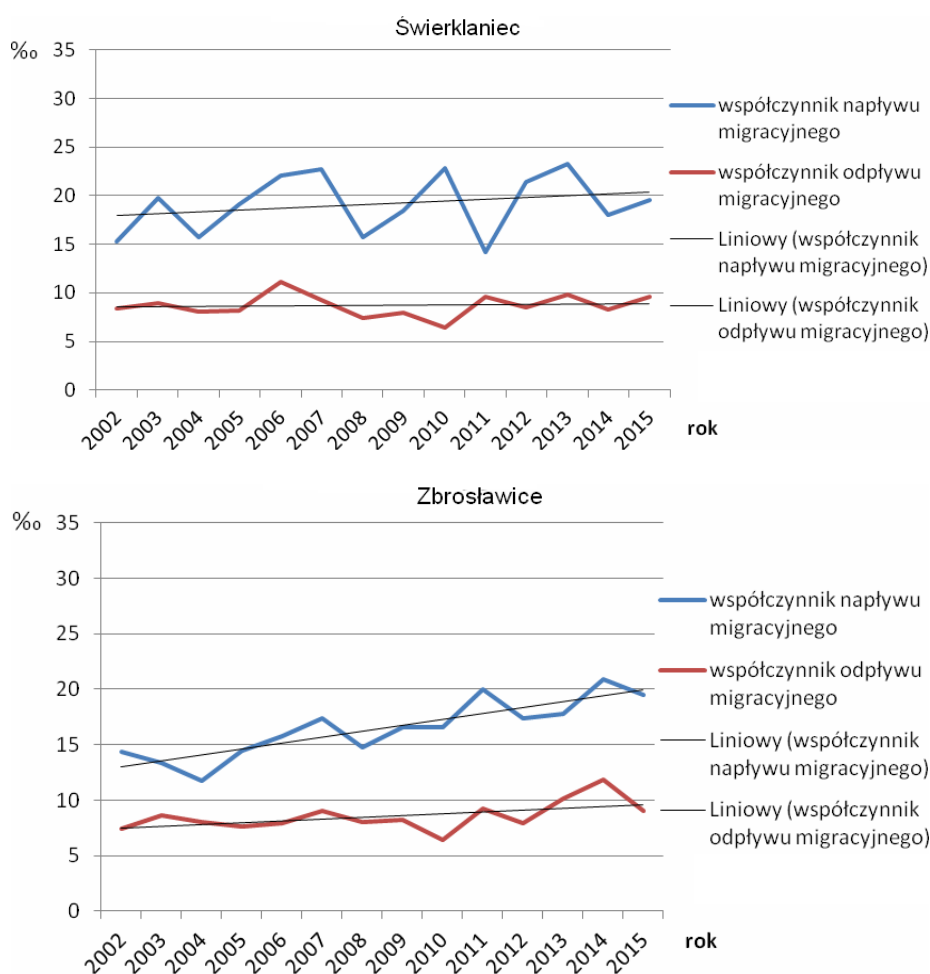 Świerklaniec
‰
35
30
25
20
15
10
5
0
2002
2003
2004
2005
2006
2007
2008
2009
2010
2011
2012
2013
2014
2015
rok
współczynnik napływu
migracyjnego
współczynnik odpływu
migracyjnego
Liniowy (współczynnik
napływu migracyjnego)
Liniowy (współczynnik
odpływu migracyjnego)
Zbrosławice
‰
35
30
25
20
15
10
5
0
2002
2003
2004
2005
2006
2007
2008
2009
2010
2011
2012
2013
2014
2015
rok
współczynnik napływu
migracyjnego
współczynnik odpływu
migracyjnego
Liniowy (współczynnik
napływu migracyjnego)
Liniowy (współczynnik
odpływu migracyjnego)